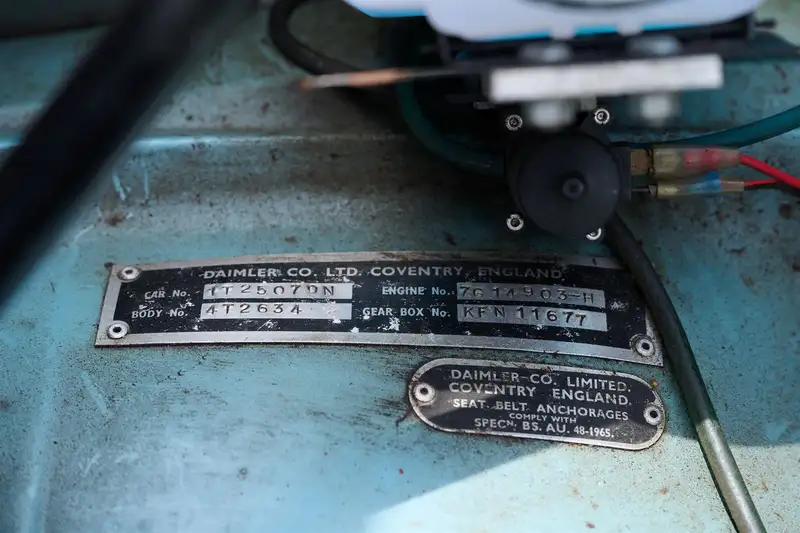 DAIMLER CO. LTD. COVENTRY, ENGLAND.
CAR No. 1T2507DN ENGINE No. 7G14903-H
BODY No. 4T2634 GEAR BOX No. KFN 11677
DAIMLER-CO. LIMITED.
COVENTRY ENGLAND.
SEAT. BELT ANCHORAGES
COMPLY WITH
SPECN. BS. AU. 48-1965.